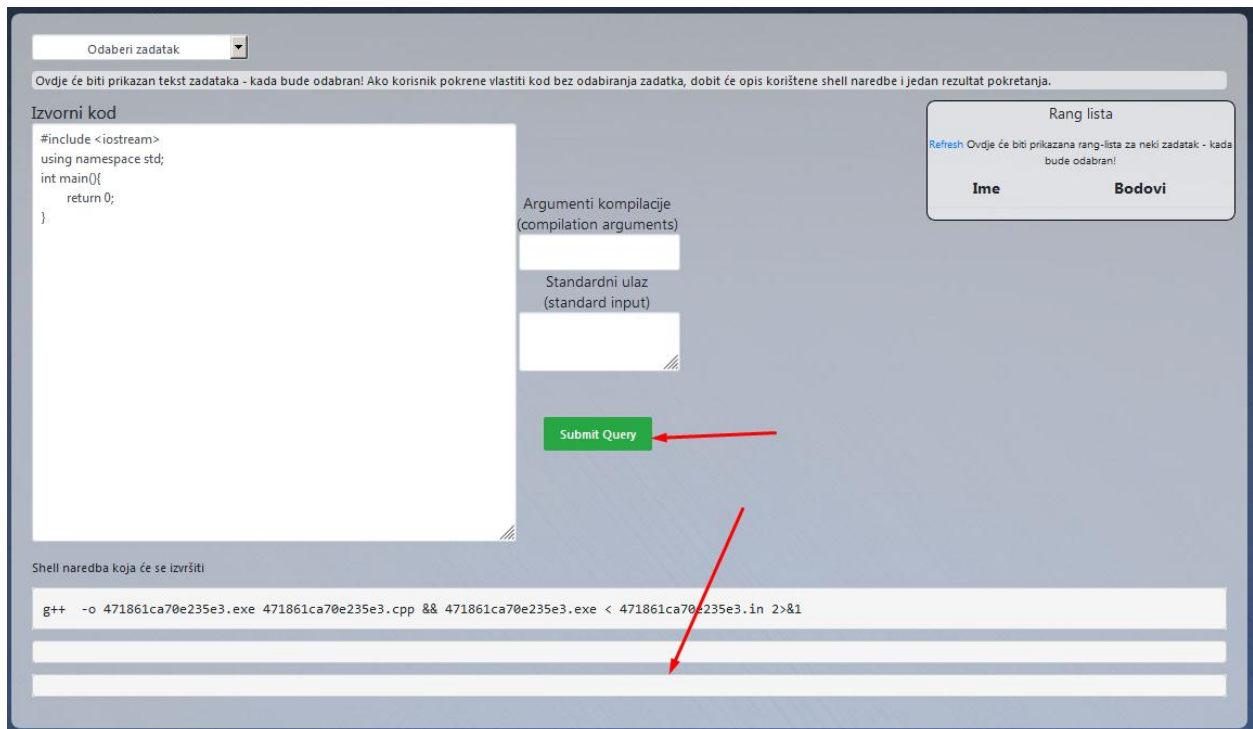 Odaberi zadatak
Ovdje će biti prikazan tekst zadataka - kada bude odabran! Ako korisnik pokrene vlastiti kod bez odabiranja zadatka, dobit će opis korištene shell naredbe i jedan rezultat pokretanja.
Izvorni kod
#include <iostream>
using namespace std;
int main(){
return 0;
}
Argumenti kompilacije
(compilation arguments)
Standardni ulaz
(standard input)
Submit Query
Rang lista
Refresh Ovdje će biti prikazana rang-lista za neki zadatak - kada
bude odabran!
Ime Bodovi
Shell naredba koja će se izvršiti
g++ -o 471861ca70e235e3.exe 471861ca70e235e3.cpp && 471861ca70e235e3.exe < 471861ca70e235e3.in 2>&1